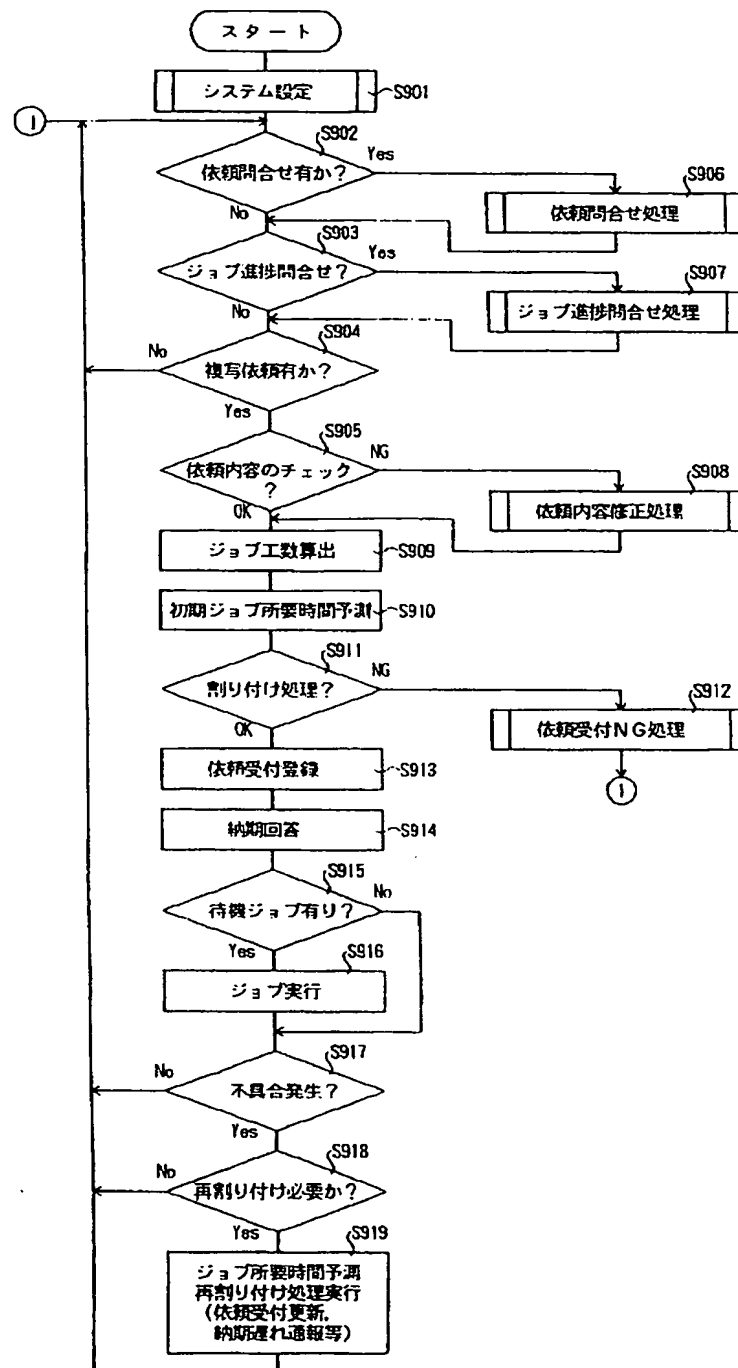 スタート
システム設定
S901
1
S902
依頼問合せ有か?
Yes
S906
依頼問合せ処理
No
S903
ジョブ進捗問合せ?
Yes
S907
ジョブ進捗問合せ処理
No
S904
複写依頼有か?
No
Yes
S905
依頼内容のチェック
?
NG
S908
依頼内容修正処理
OK
ジョブ工数算出
S909
初期ジョブ所要時間予測
S910
S911
割り付け処理?
NG
S912
依頼受付NG処理
1
OK
依頼受付登録
S913
納期回答
S914
S915
待機ジョブ有り?
No
Yes
S916
ジョブ実行
S917
不具合発生?
No
Yes
S918
再割り付け必要か?
No
Yes
S919
ジョブ所要時間予測
再割り付け処理実行
(依頼受付更新,
納期遅れ通報等)